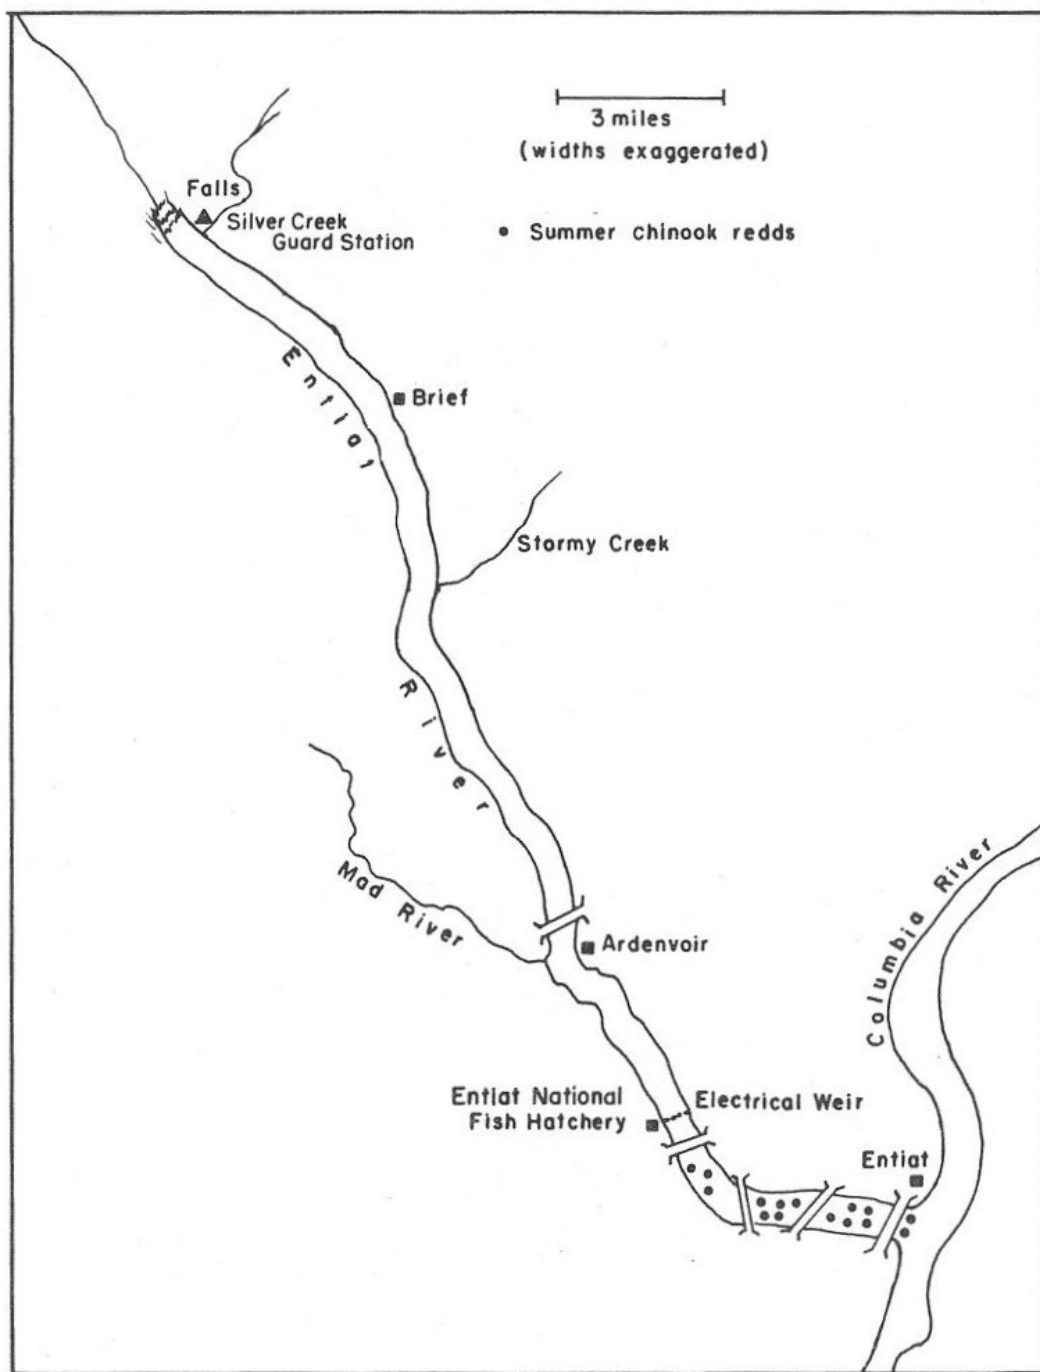 3 miles
(widths exaggerated)
Falls
Silver Creek
Guard Station
Summer chinook redds
Entiat
Brief
Stormy Creek
River
Mad River
Columbia River
Ardenvoir
Entlat National
Fish Hatchery
Electrical Weir
Entiat